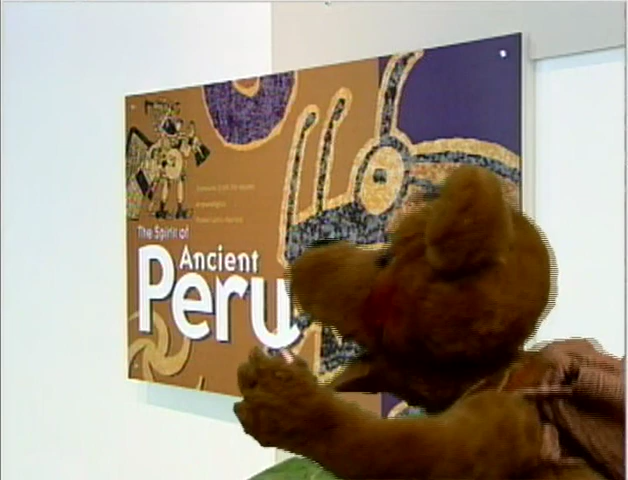 The Spirit of
Ancient
Peru